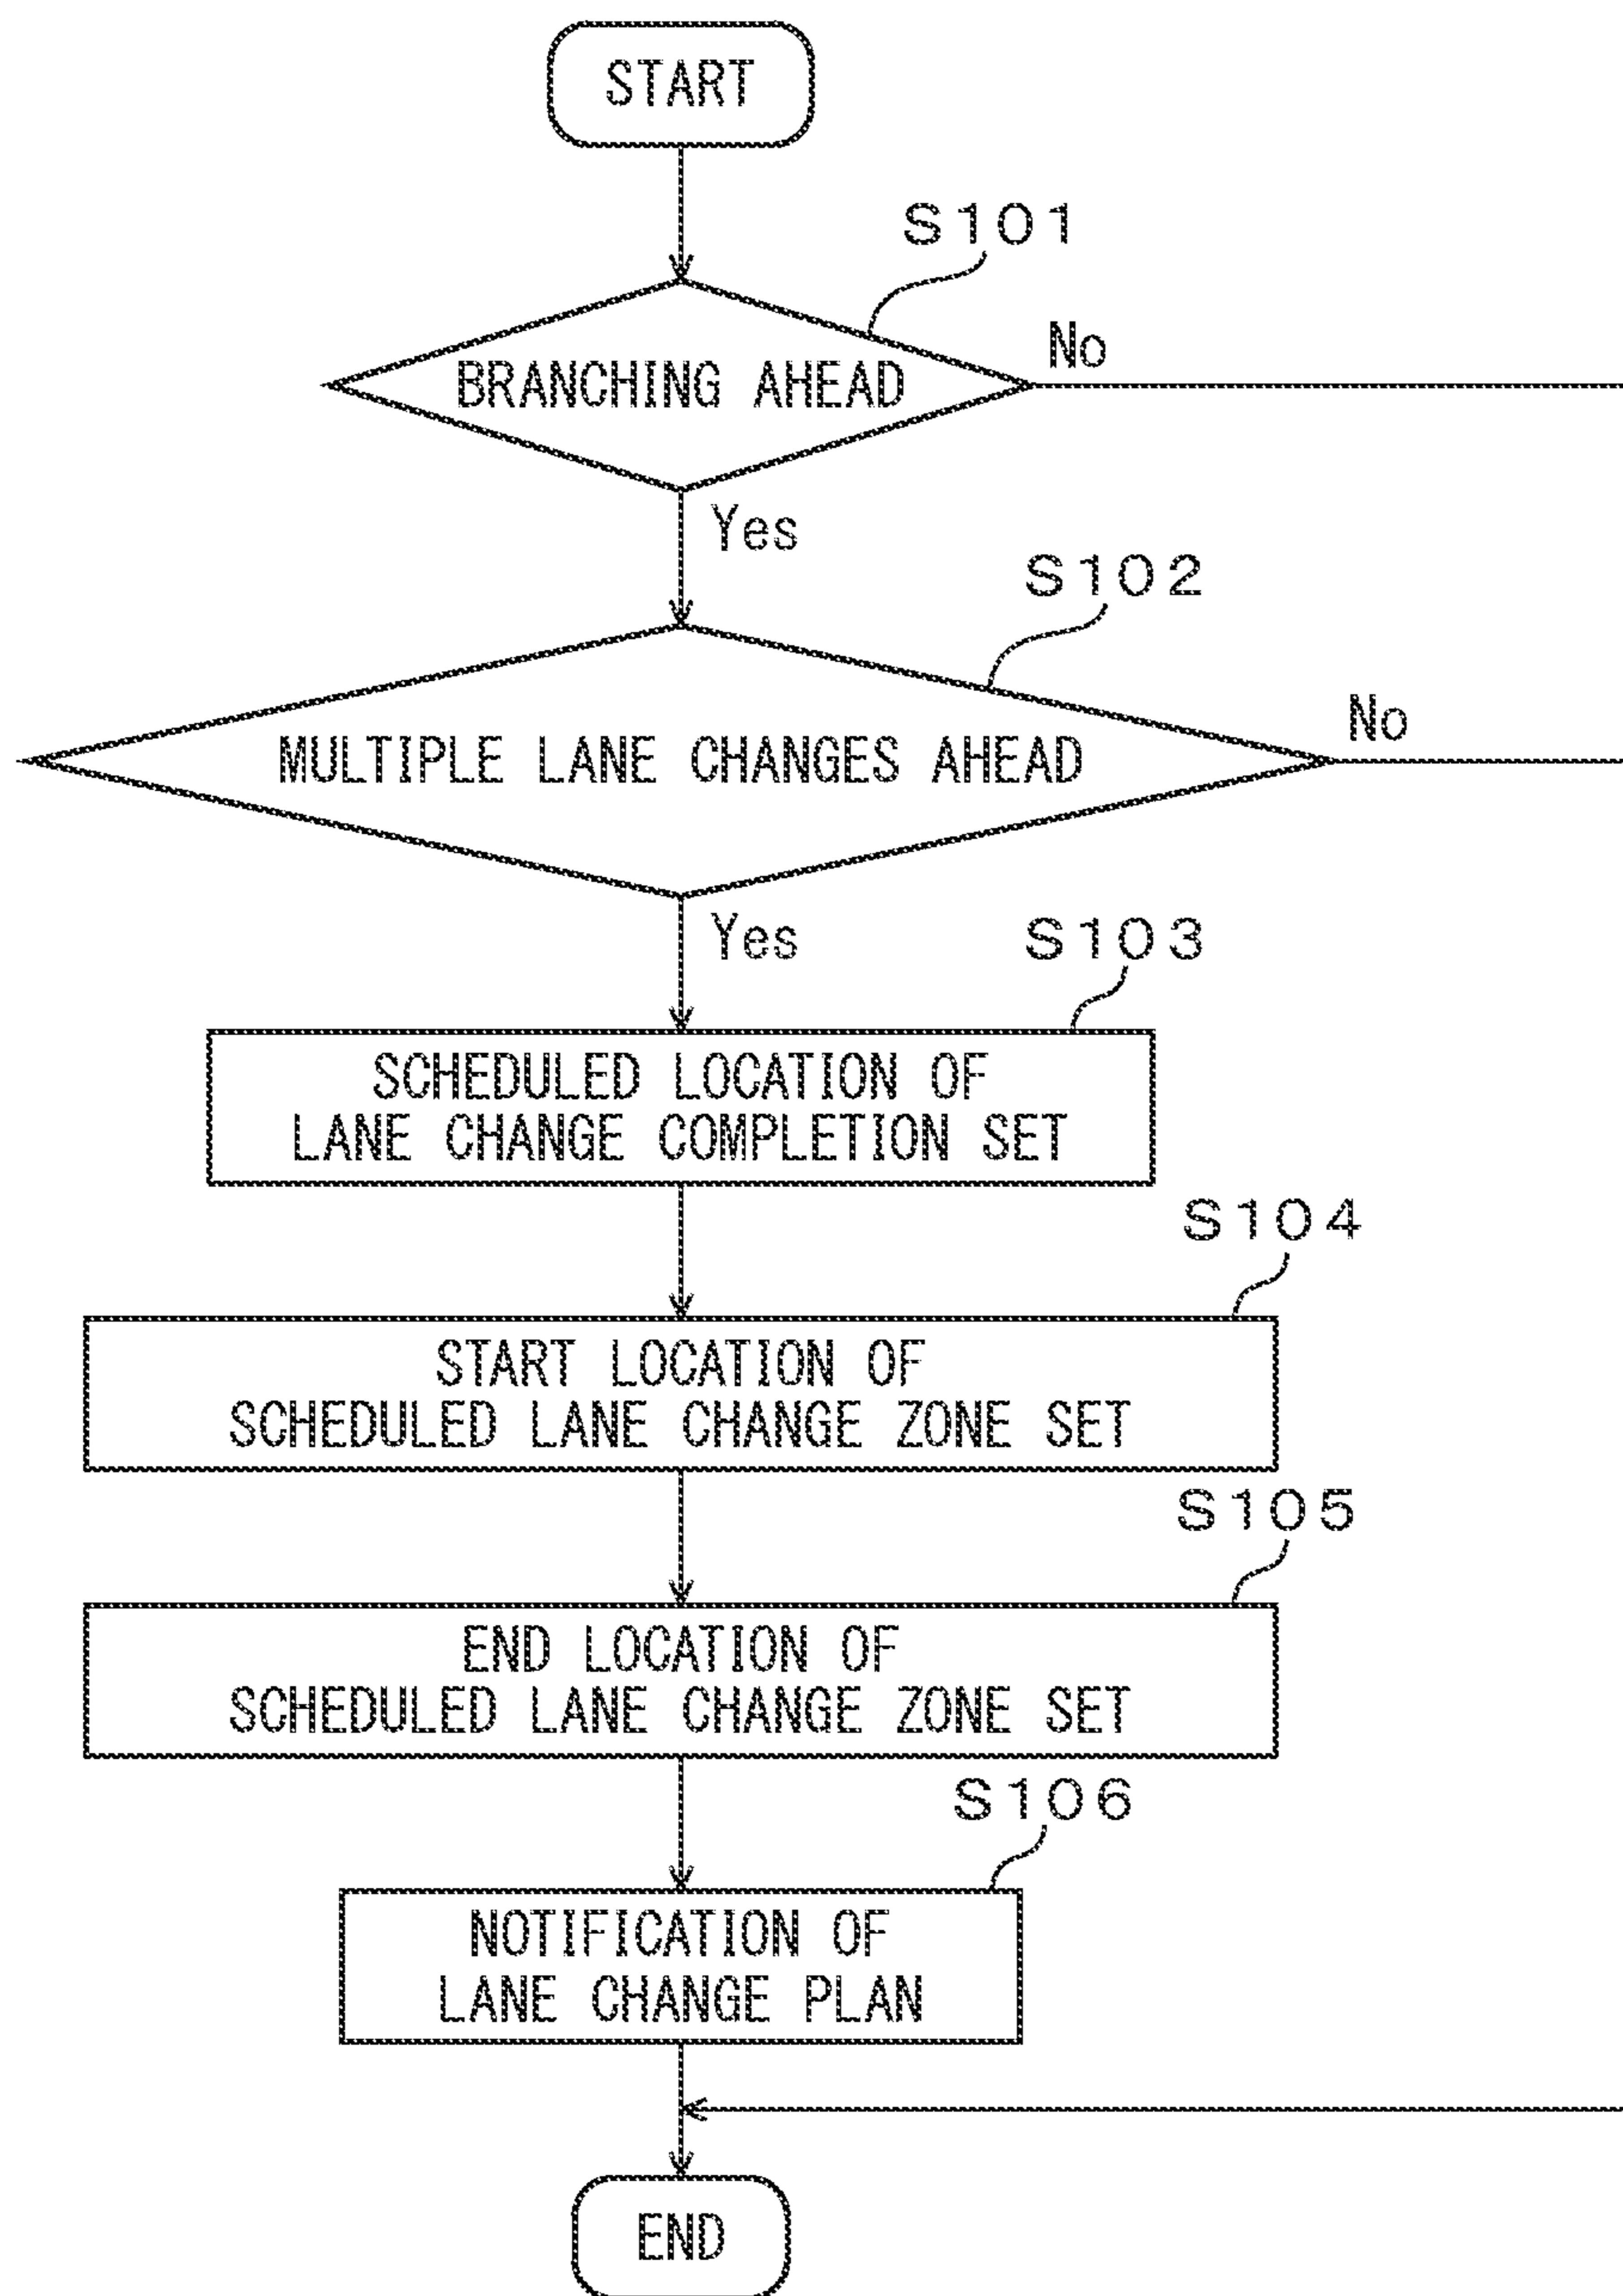 START
S101
BRANCHING AHEAD
No
Yes
S102
MULTIPLE LANE CHANGES AHEAD
No
Yes
S103
SCHEDULED LOCATION OF
LANE CHANGE COMPLETION SET
S104
START LOCATION OF
SCHEDULED LANE CHANGE ZONE SET
S105
END LOCATION OF
SCHEDULED LANE CHANGE ZONE SET
S106
NOTIFICATION OF
LANE CHANGE PLAN
END